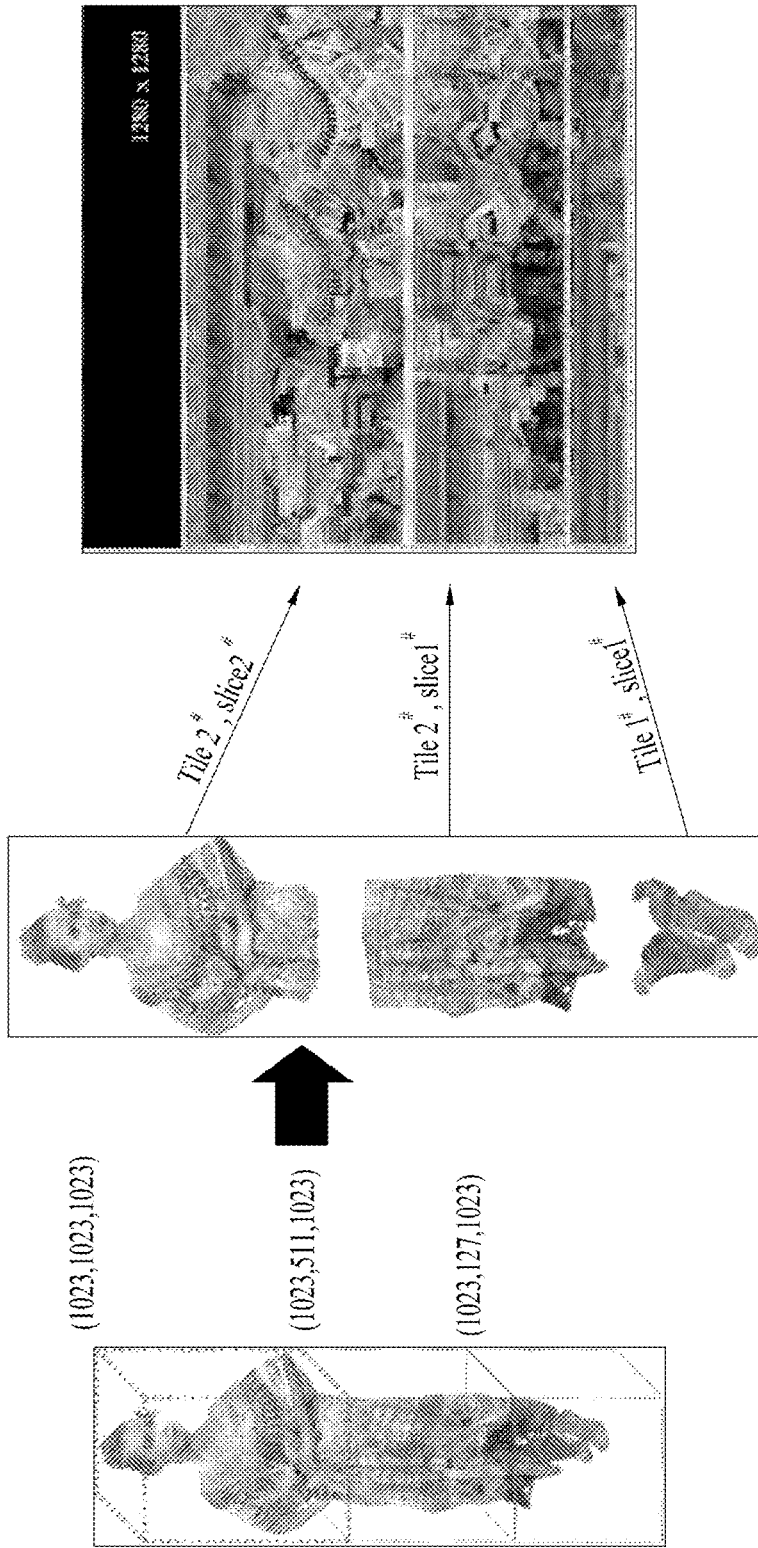 (1023,1023,1023)
(1023,511,1023)
(1023,127,1023)
Tile 2#, slice2#
Tile 2#, slice1#
Tile 1#, slice1#
1280 x 1280